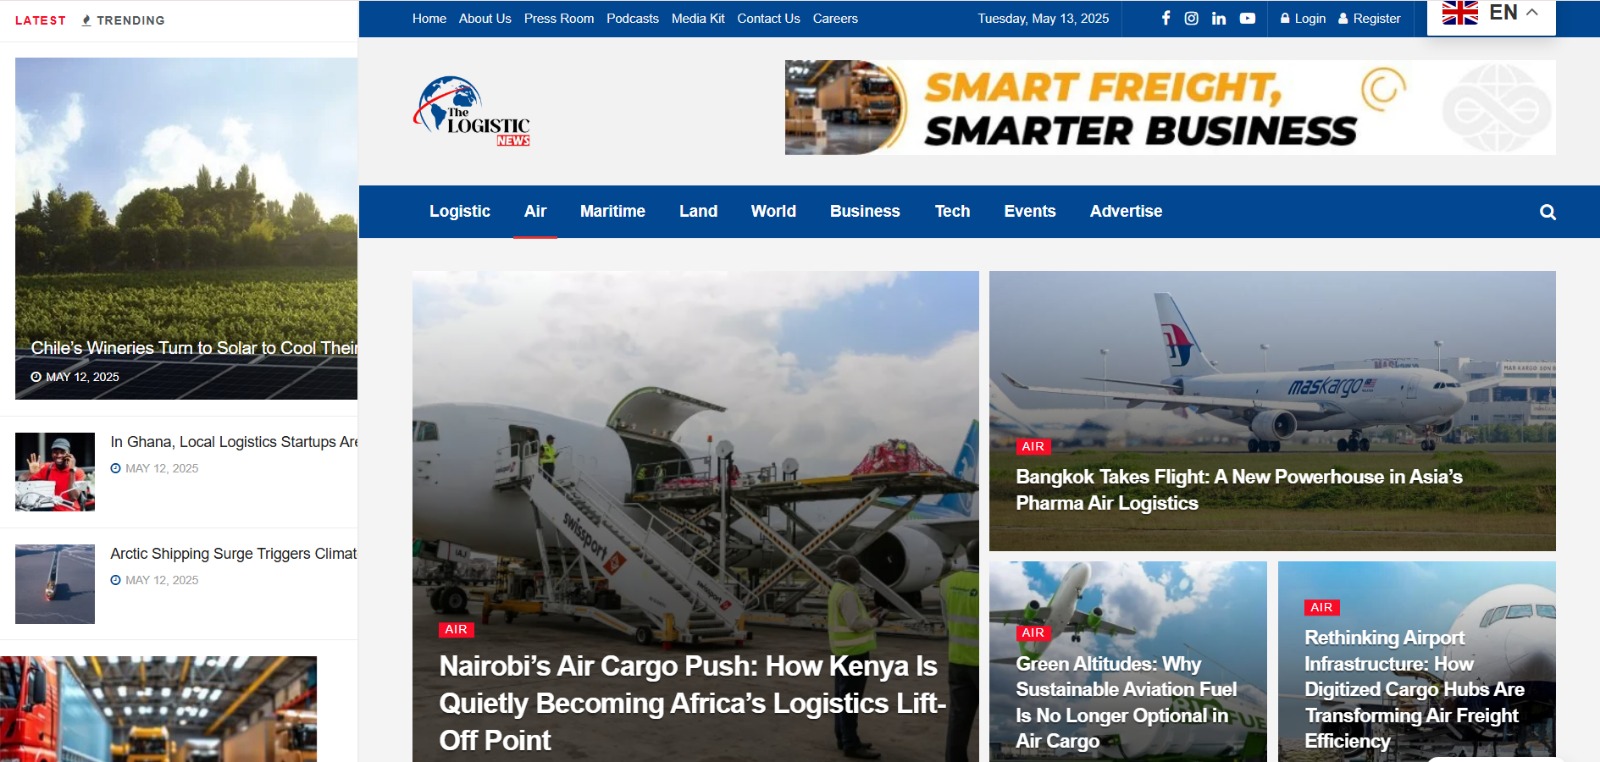 LATEST TRENDING
Chile's Wineries Turn to Solar to Cool Their
MAY 12, 2025
In Ghana, Local Logistics Startups Are
MAY 12, 2025
Arctic Shipping Surge Triggers Climat
MAY 12, 2025
Home About Us Press Room Podcasts Media Kit Contact Us Careers
Tuesday, May 13, 2025
Login Register
EN
The
LOGISTIC
NEWS
SMART FREIGHT,
SMARTER BUSINESS
Logistic Air Maritime Land World Business Tech Events Advertise
swissport
swissport
AIR
Nairobi's Air Cargo Push: How Kenya Is
Quietly Becoming Africa's Logistics Lift-
Off Point
maskargo
AIR
Bangkok Takes Flight: A New Powerhouse in Asia's
Pharma Air Logistics
AIR
Green Altitudes: Why
Sustainable Aviation Fuel
Is No Longer Optional in
Air Cargo
AIR
Rethinking Airport
Infrastructure: How
Digitized Cargo Hubs Are
Transforming Air Freight
Efficiency